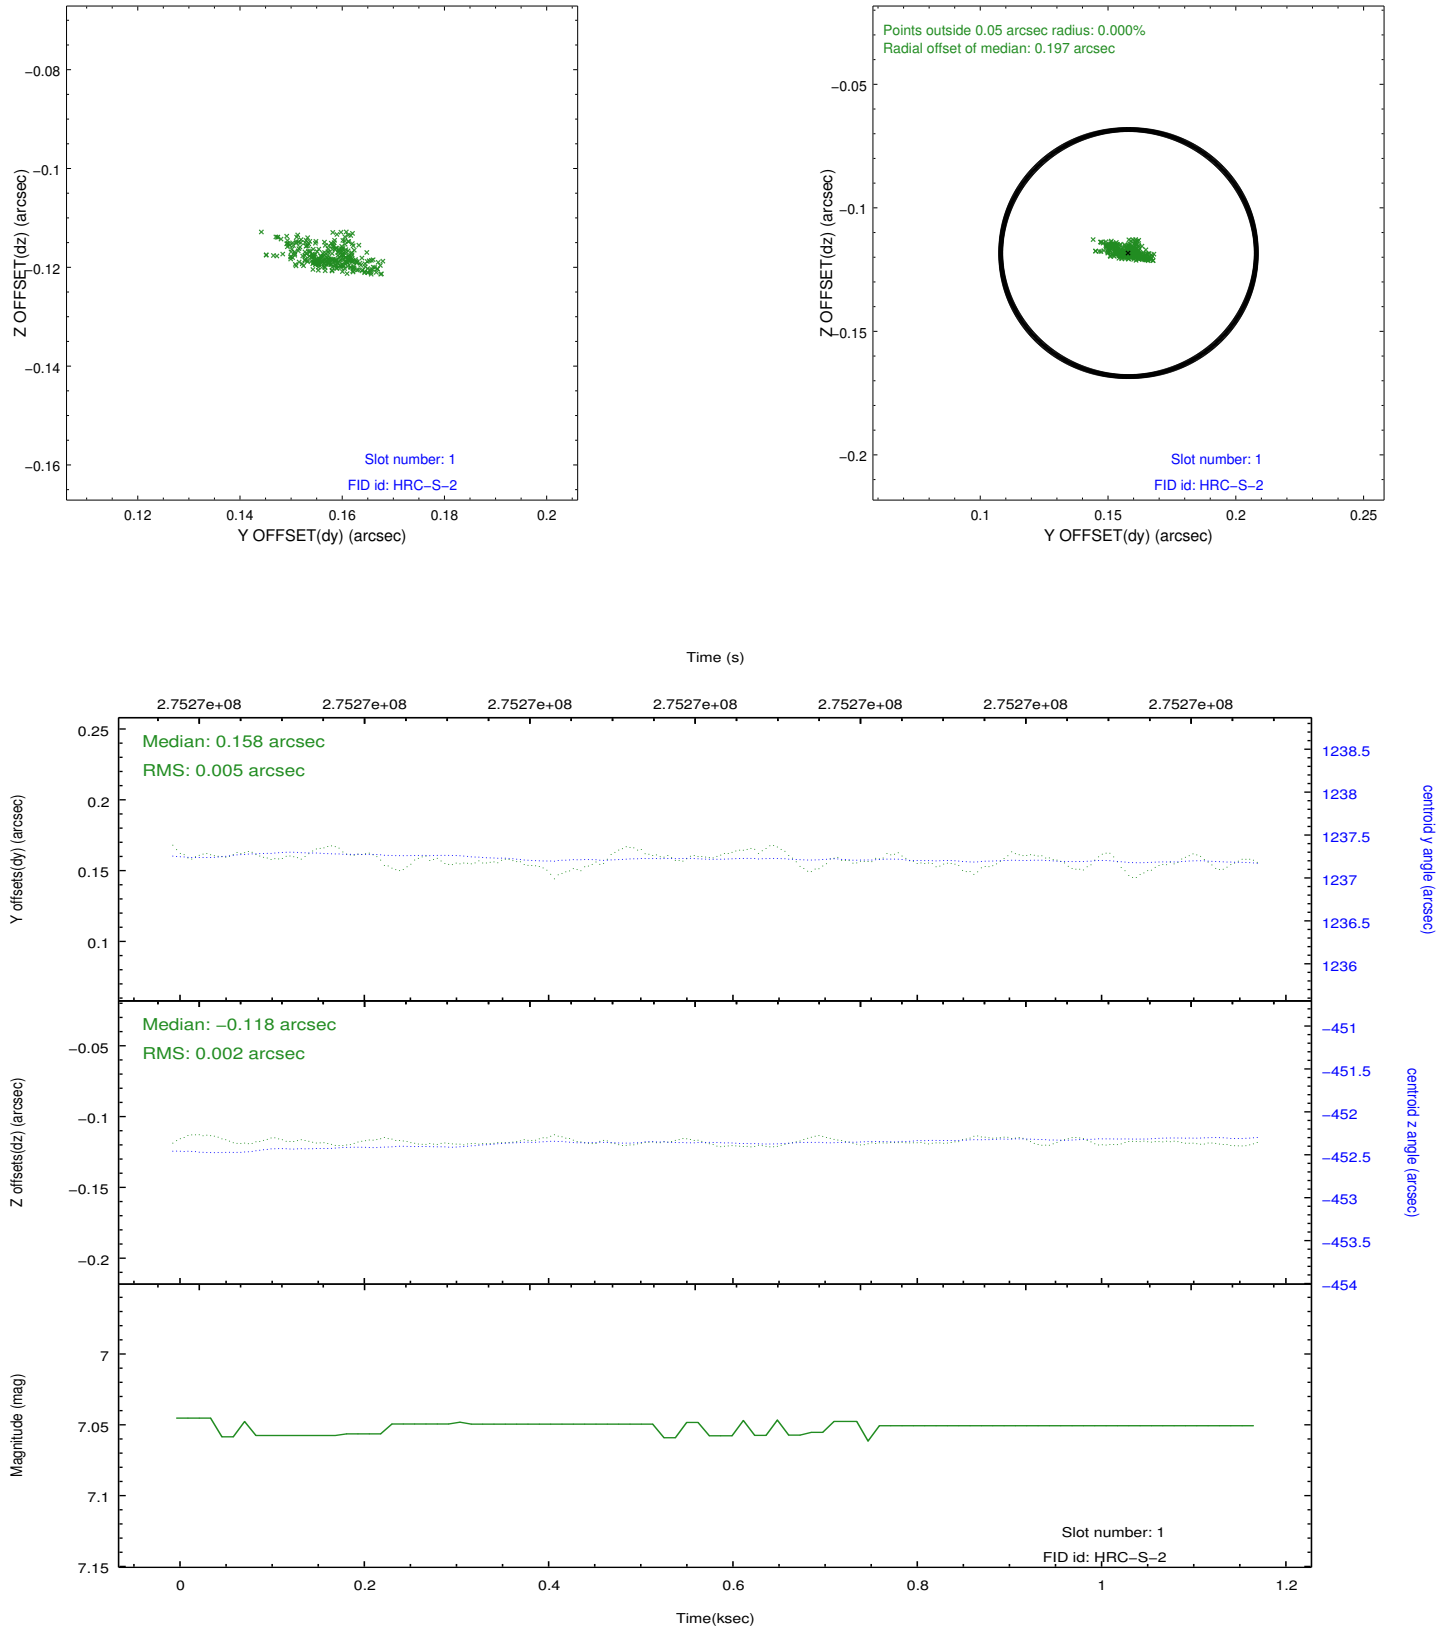 −0.08
−0.1
−0.12
−0.14
−0.16
Z OFFSET(dz) (arcsec)
Slot number: 1
FID id: HRC−S−2
0.12 0.14 0.16 0.18 0.2
Y OFFSET(dy) (arcsec)
Points outside 0.05 arcsec radius: 0.000%
Radial offset of median: 0.197 arcsec
−0.05
−0.1
−0.15
−0.2
Z OFFSET(dz) (arcsec)
Slot number: 1
FID id: HRC−S−2
0.1 0.15 0.2 0.25
Y OFFSET(dy) (arcsec)
Time (s)
2.7527e+08 2.7527e+08 2.7527e+08 2.7527e+08 2.7527e+08 2.7527e+08 2.7527e+08
Median: 0.158 arcsec
RMS: 0.005 arcsec
0.25
0.2
0.15
0.1
Y offsets(dy) (arcsec)
1238.5
1238
1237.5
1237
1236.5
1236
centroid y angle (arcsec)
Median: −0.118 arcsec
RMS: 0.002 arcsec
−0.05
−0.1
−0.15
−0.2
Z offsets(dz) (arcsec)
−451
−451.5
−452
−452.5
−453
−453.5
−454
centroid z angle (arcsec)
7
7.05
7.1
7.15
Magnitude (mag)
Slot number: 1
FID id: HRC−S−2
0 0.2 0.4 0.6 0.8 1 1.2
Time(ksec)